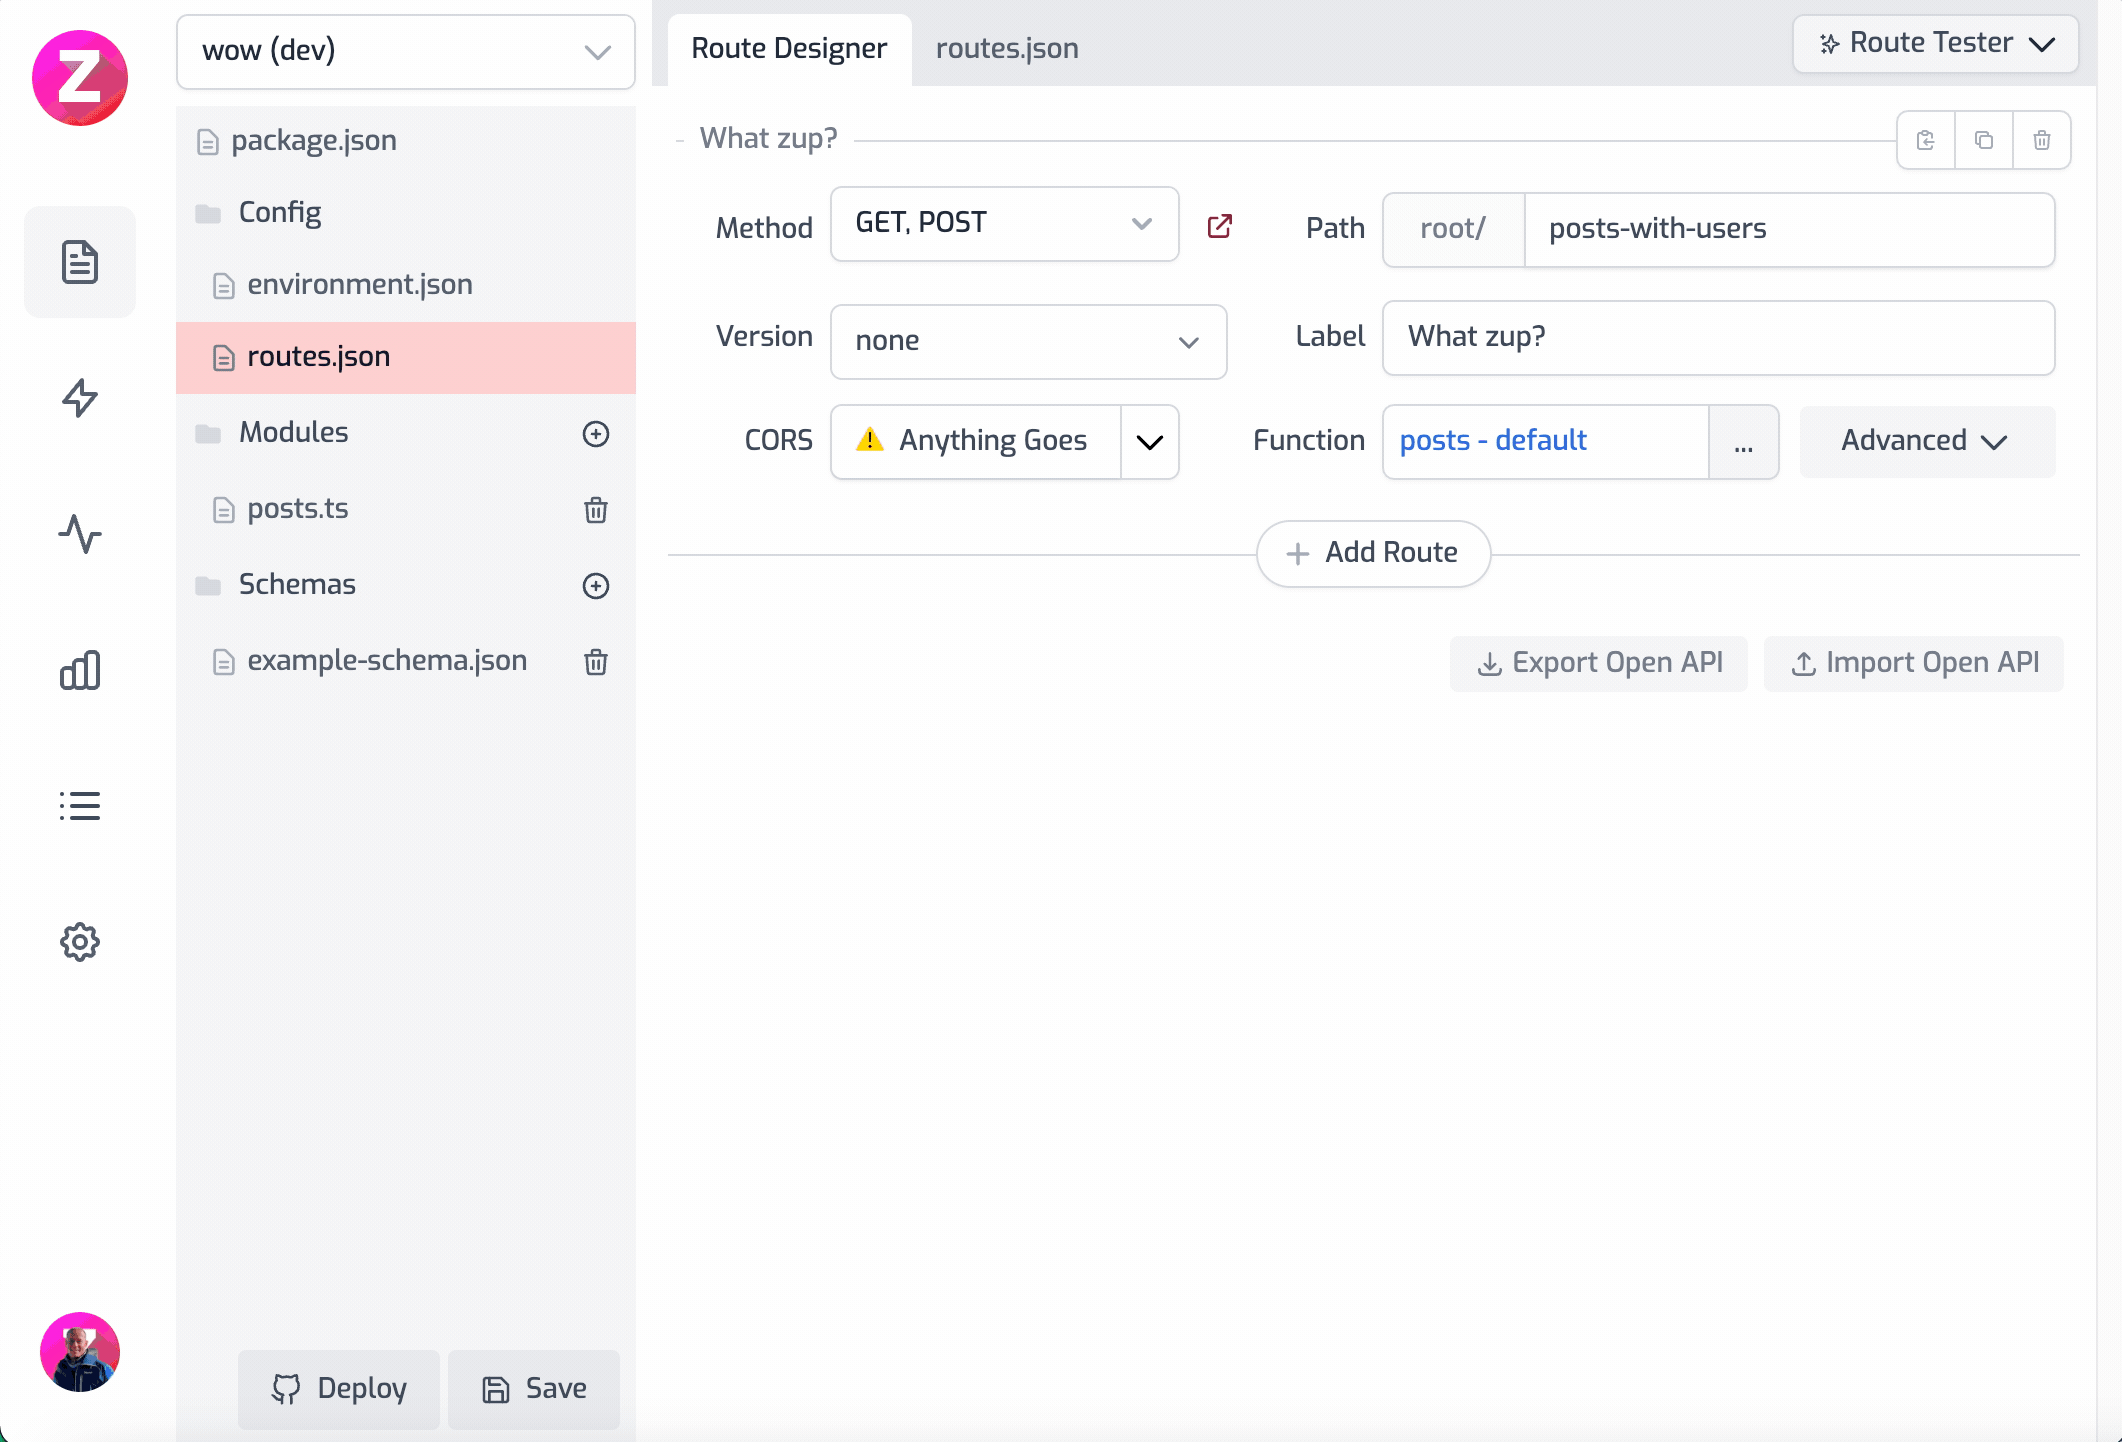 Z
wow (dev)
package.json
Config
environment.json
routes.json
Modules
posts.ts
Schemas
example-schema.json
Deploy
Save
Route Designer
routes.json
Route Tester
What zup?
Method
GET, POST
Path
root/
posts-with-users
Version
none
Label
What zup?
CORS
Anything Goes
Function
posts - default
...
Advanced
Add Route
Export Open API
Import Open API